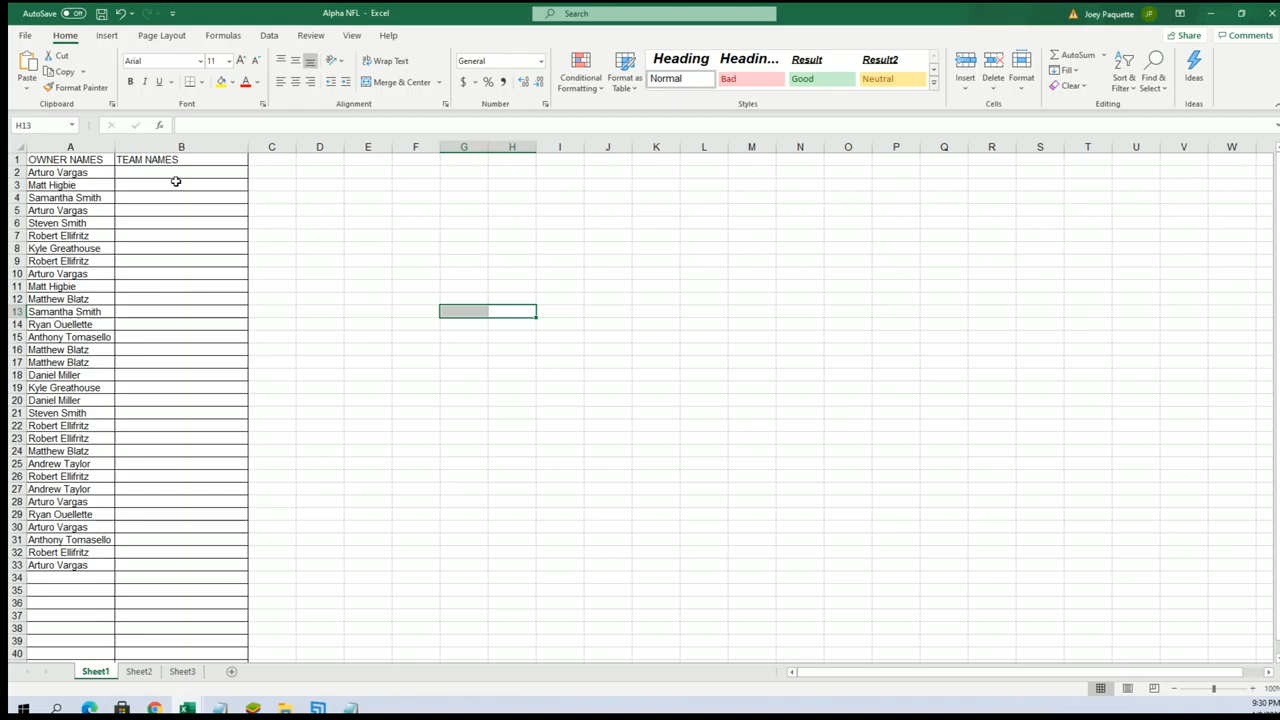 AutoSave Off Alpha NFL - Excel Search Joey Paquette JP
File Home Insert Page Layout Formulas Data Review View Help Share Comments
Cut
Copy
Format Painter
Paste
Clipboard
Arial 11
B I U
Font
Wrap Text
Merge & Center
Alignment
General
$ % ,
Number
Conditional Formatting
Format as Table
Heading Headin... Result Result2
Normal Bad Good Neutral
Styles
Insert Delete Format
Cells
AutoSum
Fill
Clear
Sort & Filter
Find & Select
Editing
Ideas
Ideas
H13 fx
A B C D E F G H I J K L M N O P Q R S T U V W
1 OWNER NAMES TEAM NAMES
2 Arturo Vargas
3 Matt Higbie
4 Samantha Smith
5 Arturo Vargas
6 Steven Smith
7 Robert Ellifritz
8 Kyle Greathouse
9 Robert Ellifritz
10 Arturo Vargas
11 Matt Higbie
12 Matthew Blatz
13 Samantha Smith
14 Ryan Ouellette
15 Anthony Tomasello
16 Matthew Blatz
17 Matthew Blatz
18 Daniel Miller
19 Kyle Greathouse
20 Daniel Miller
21 Steven Smith
22 Robert Ellifritz
23 Robert Ellifritz
24 Matthew Blatz
25 Andrew Taylor
26 Robert Ellifritz
27 Andrew Taylor
28 Arturo Vargas
29 Ryan Ouellette
30 Arturo Vargas
31 Anthony Tomasello
32 Robert Ellifritz
33 Arturo Vargas
34
35
36
37
38
39
40
Sheet1 Sheet2 Sheet3
100%
9:30 PM